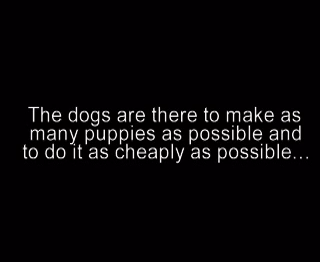 The dogs are there to make as
many puppies as possible and
to do it as cheaply as possible...